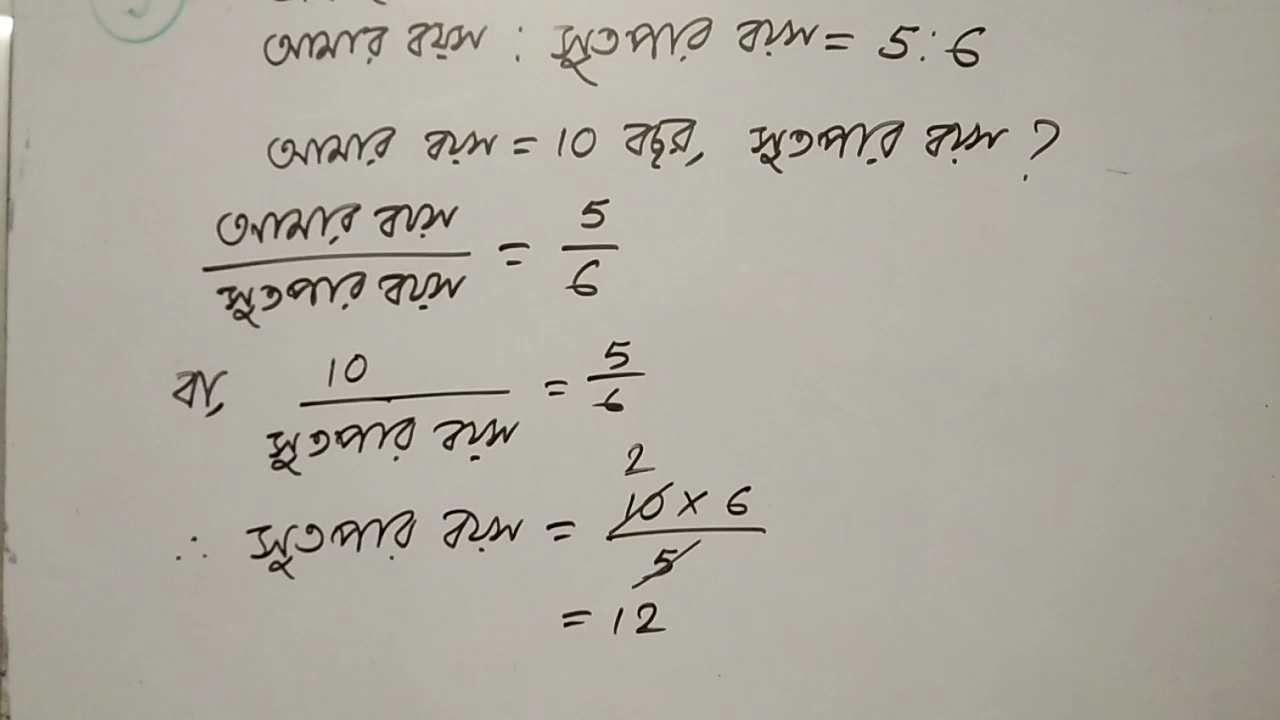 আমার বয়স : সুতপার বয়স = 5:6
আমার বয়স = 10 বছর, সুতপার বয়স ?
আমার বয়স / সুতপার বয়স = 5/6
বা, 10 / সুতপার বয়স = 5/6
2
∴ সুতপার বয়স = 10 × 6 / 5
= 12